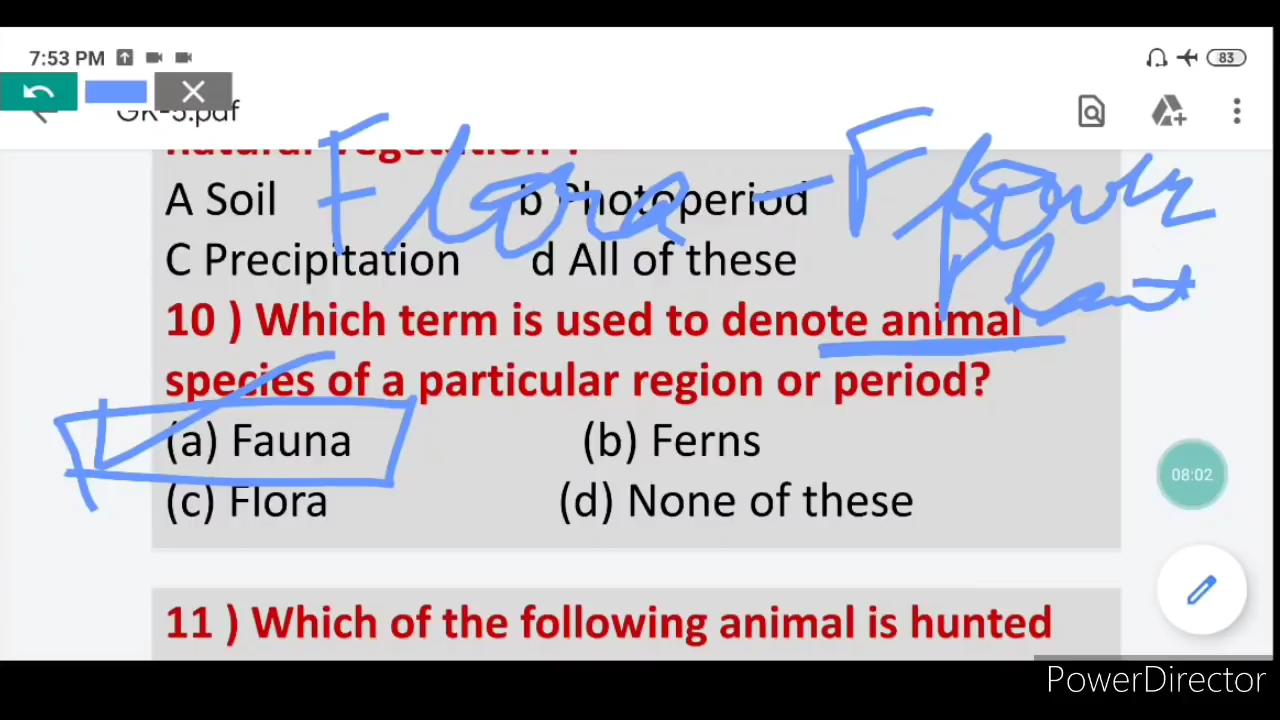 7:53 PM 83
GK-5.pdf
natural vegetation ?
Flora - Flower
plant
A Soil b Photoperiod
C Precipitation d All of these
10 ) Which term is used to denote animal
species of a particular region or period?
(a) Fauna (b) Ferns
(c) Flora (d) None of these
08:02
11 ) Which of the following animal is hunted
PowerDirector